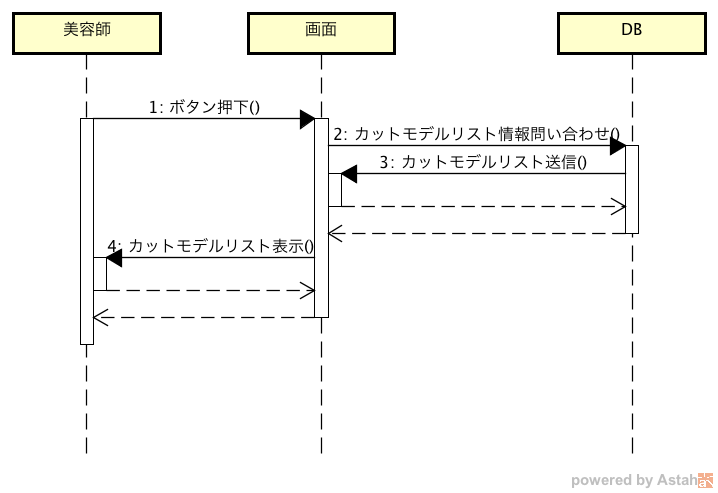 美容師
画面
DB
1: ボタン押下()
2: カットモデルリスト情報問い合わせ()
3: カットモデルリスト送信()
4: カットモデルリスト表示()
powered by Astah